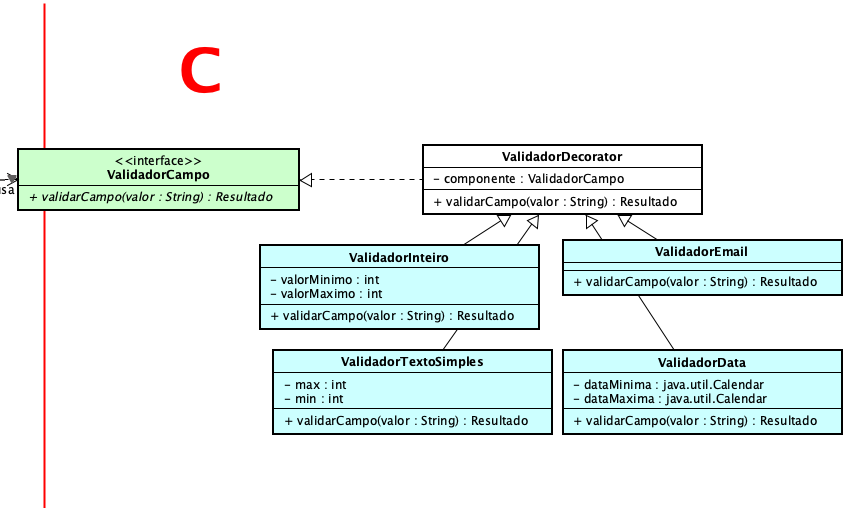 C
<<interface>>
ValidadorCampo
+ validarCampo(valor : String) : Resultado
usa
ValidadorDecorator
- componente : ValidadorCampo
+ validarCampo(valor : String) : Resultado
ValidadorInteiro
- valorMinimo : int
- valorMaximo : int
+ validarCampo(valor : String) : Resultado
ValidadorEmail
+ validarCampo(valor : String) : Resultado
ValidadorTextoSimples
- max : int
- min : int
+ validarCampo(valor : String) : Resultado
ValidadorData
- dataMinima : java.util.Calendar
- dataMaxima : java.util.Calendar
+ validarCampo(valor : String) : Resultado